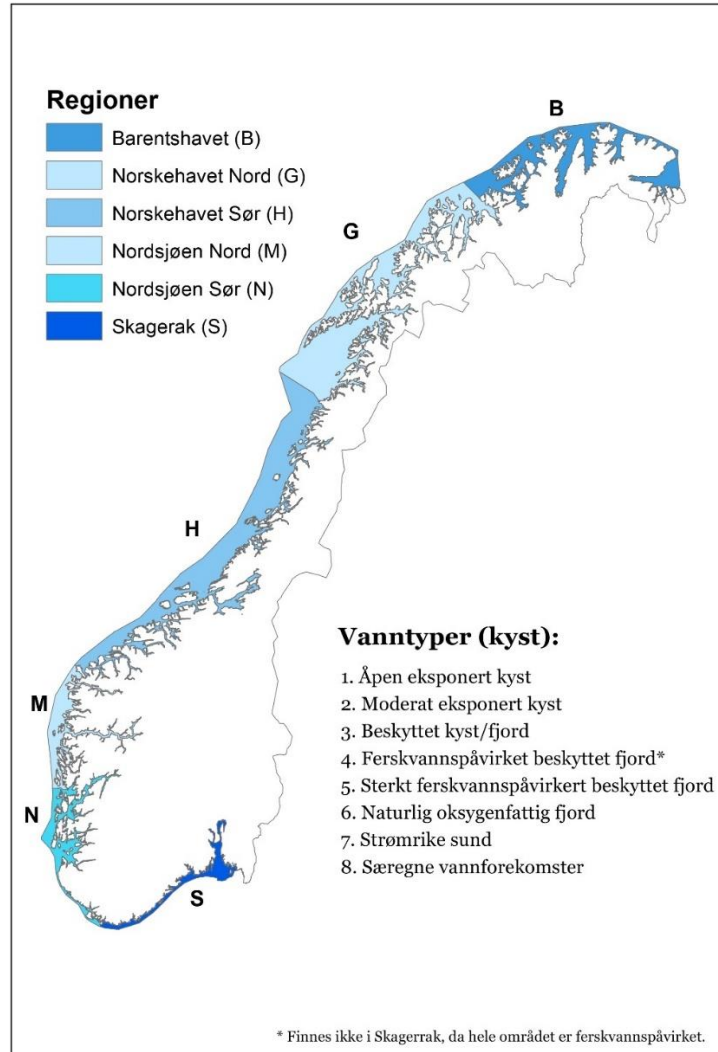 Regioner
Barentshavet (B)
Norskehavet Nord (G)
Norskehavet Sør (H)
Nordsjøen Nord (M)
Nordsjøen Sør (N)
Skagerak (S)
B
G
H
M
N
S
Vanntyper (kyst):
1. Åpen eksponert kyst
2. Moderat eksponert kyst
3. Beskyttet kyst/fjord
4. Ferskvannspåvirket beskyttet fjord*
5. Sterkt ferskvannspåvirkert beskyttet fjord
6. Naturlig oksygenfattig fjord
7. Strømrike sund
8. Særegne vannforekomster
* Finnes ikke i Skagerrak, da hele området er ferskvannspåvirket.